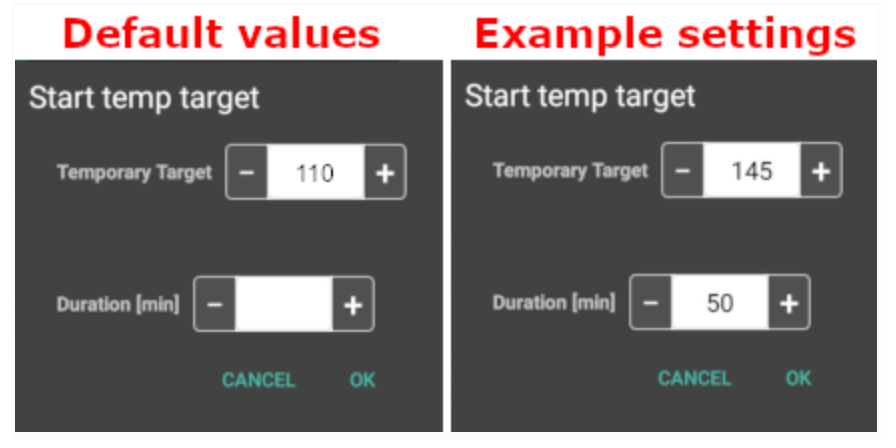 Default values
Start temp target
Temporary Target - 110 +
Duration [min] - +
CANCEL OK
Example settings
Start temp target
Temporary Target - 145 +
Duration [min] - 50 +
CANCEL OK